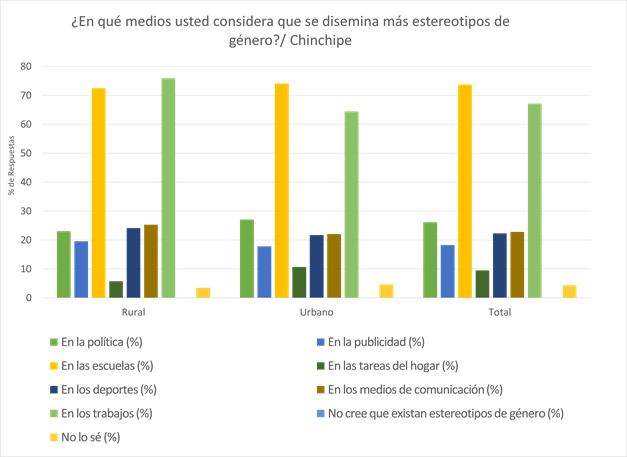 ¿En qué medios usted considera que se disemina más estereotipos de
género?/ Chinchipe
80
70
60
50
40
30
20
10
0
% de Respuestas
Rural
Urbano
Total
En la política (%)
En la publicidad (%)
En las escuelas (%)
En las tareas del hogar (%)
En los deportes (%)
En los medios de comunicación (%)
En los trabajos (%)
No cree que existan estereotipos de género (%)
No lo sé (%)